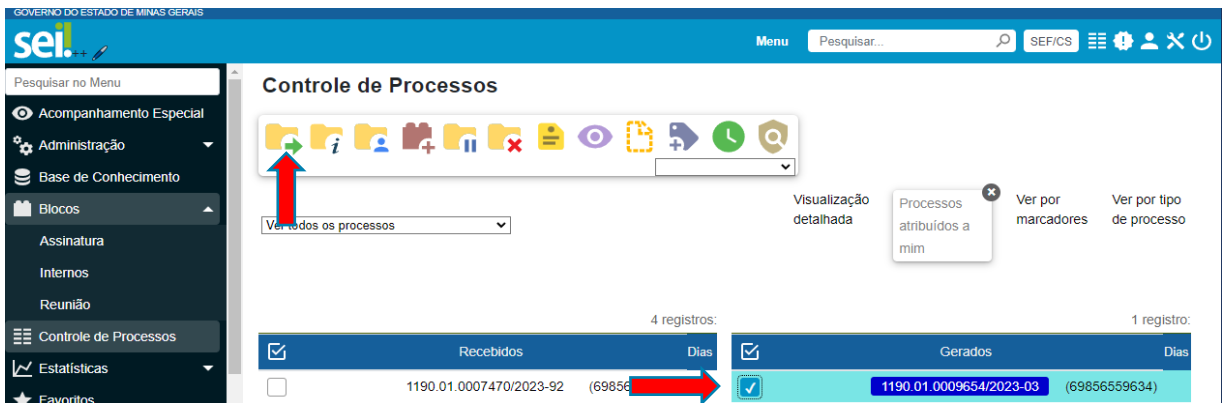 GOVERNO DO ESTADO DE MINAS GERAIS
sei! ++
Menu
Pesquisar...
SEF/CS
Pesquisar no Menu
Acompanhamento Especial
Administração
Base de Conhecimento
Blocos
Assinatura
Internos
Reunião
Controle de Processos
Estatísticas
Favoritos
Controle de Processos
Ver todos os processos
Visualização
detalhada
Processos
atribuídos a
mim
Ver por
marcadores
Ver por tipo
de processo
4 registros:
Recebidos Dias
1190.01.0007470/2023-92 (69856
1 registro:
Gerados Dias
1190.01.0009654/2023-03 (69856559634)